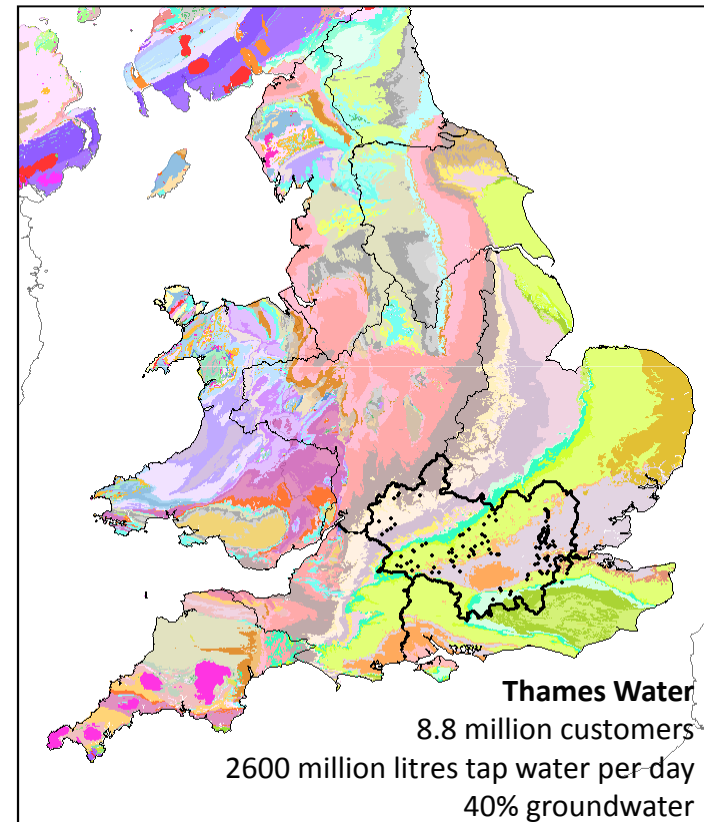 Thames Water
8.8 million customers
2600 million litres tap water per day
40% groundwater